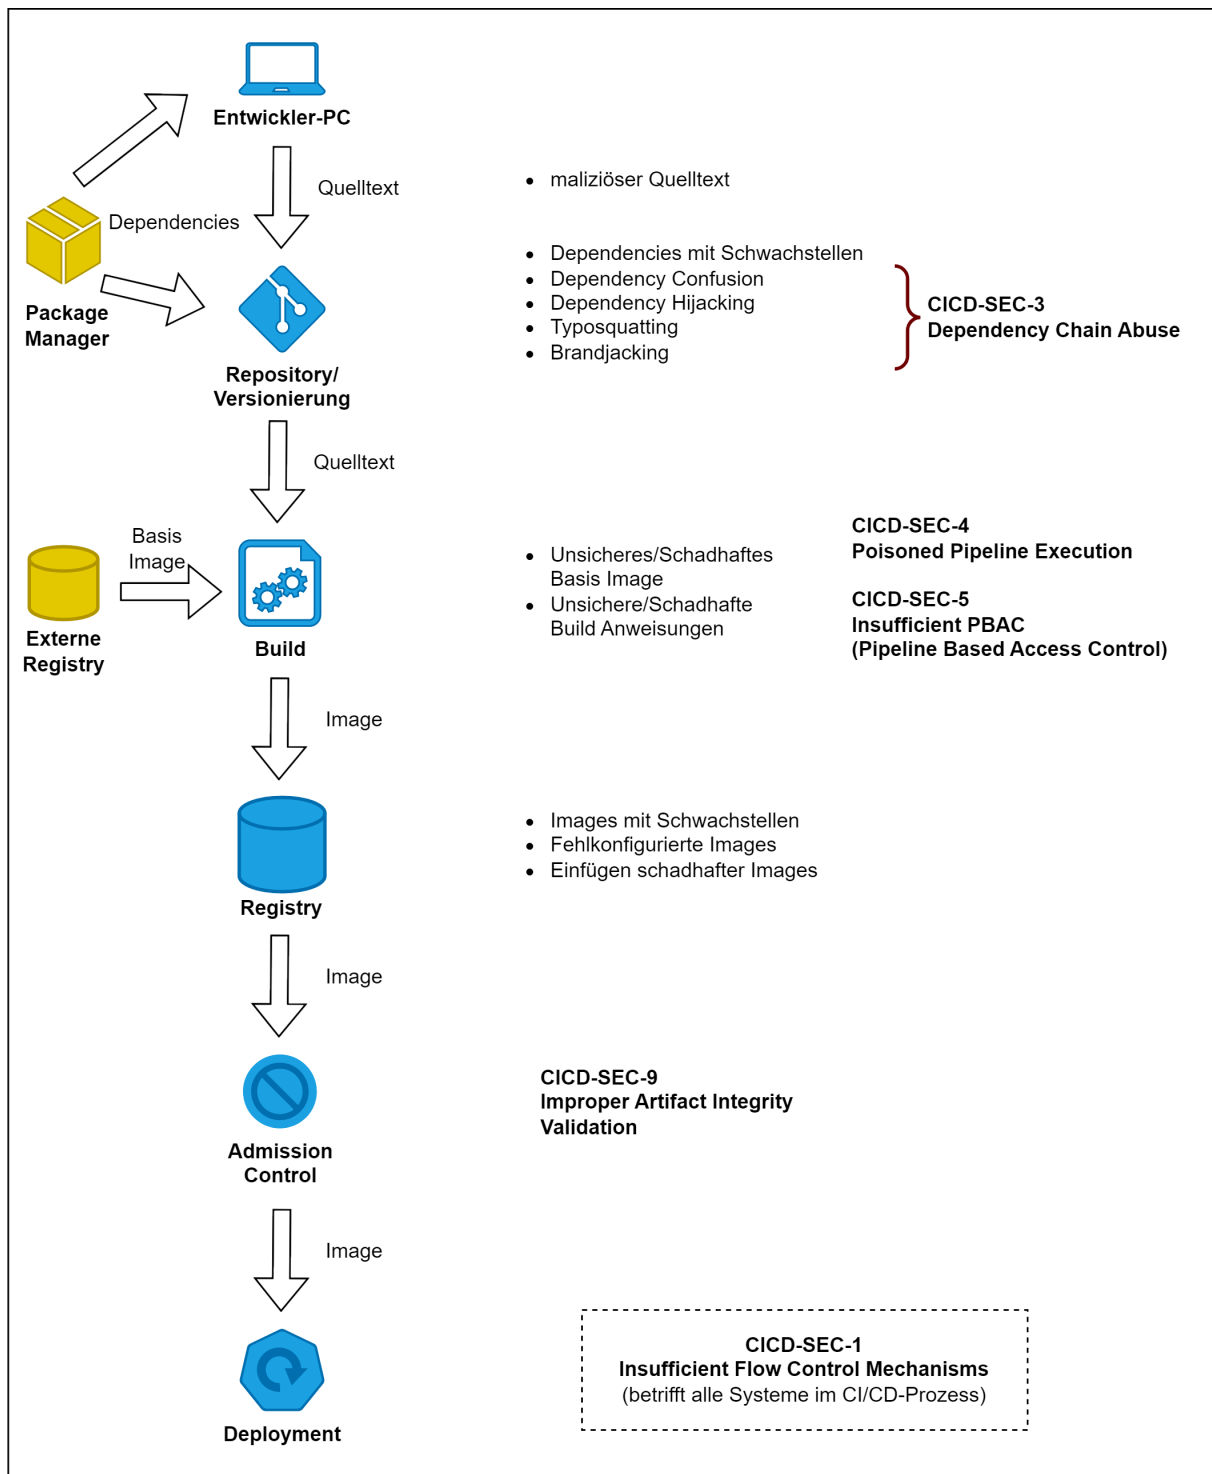 Entwickler-PC
Quelltext
• maliziöser Quelltext
Dependencies
Package
Manager
• Dependencies mit Schwachstellen
• Dependency Confusion
• Dependency Hijacking
• Typosquatting
• Brandjacking
CICD-SEC-3
Dependency Chain Abuse
Repository/
Versionierung
Quelltext
Basis
Image
Externe
Registry
Build
• Unsicheres/Schadhaftes
Basis Image
• Unsichere/Schadhafte
Build Anweisungen
CICD-SEC-4
Poisoned Pipeline Execution
CICD-SEC-5
Insufficient PBAC
(Pipeline Based Access Control)
Image
Registry
• Images mit Schwachstellen
• Fehlkonfigurierte Images
• Einfügen schadhafter Images
Image
Admission
Control
CICD-SEC-9
Improper Artifact Integrity
Validation
Image
Deployment
CICD-SEC-1
Insufficient Flow Control Mechanisms
(betrifft alle Systeme im CI/CD-Prozess)